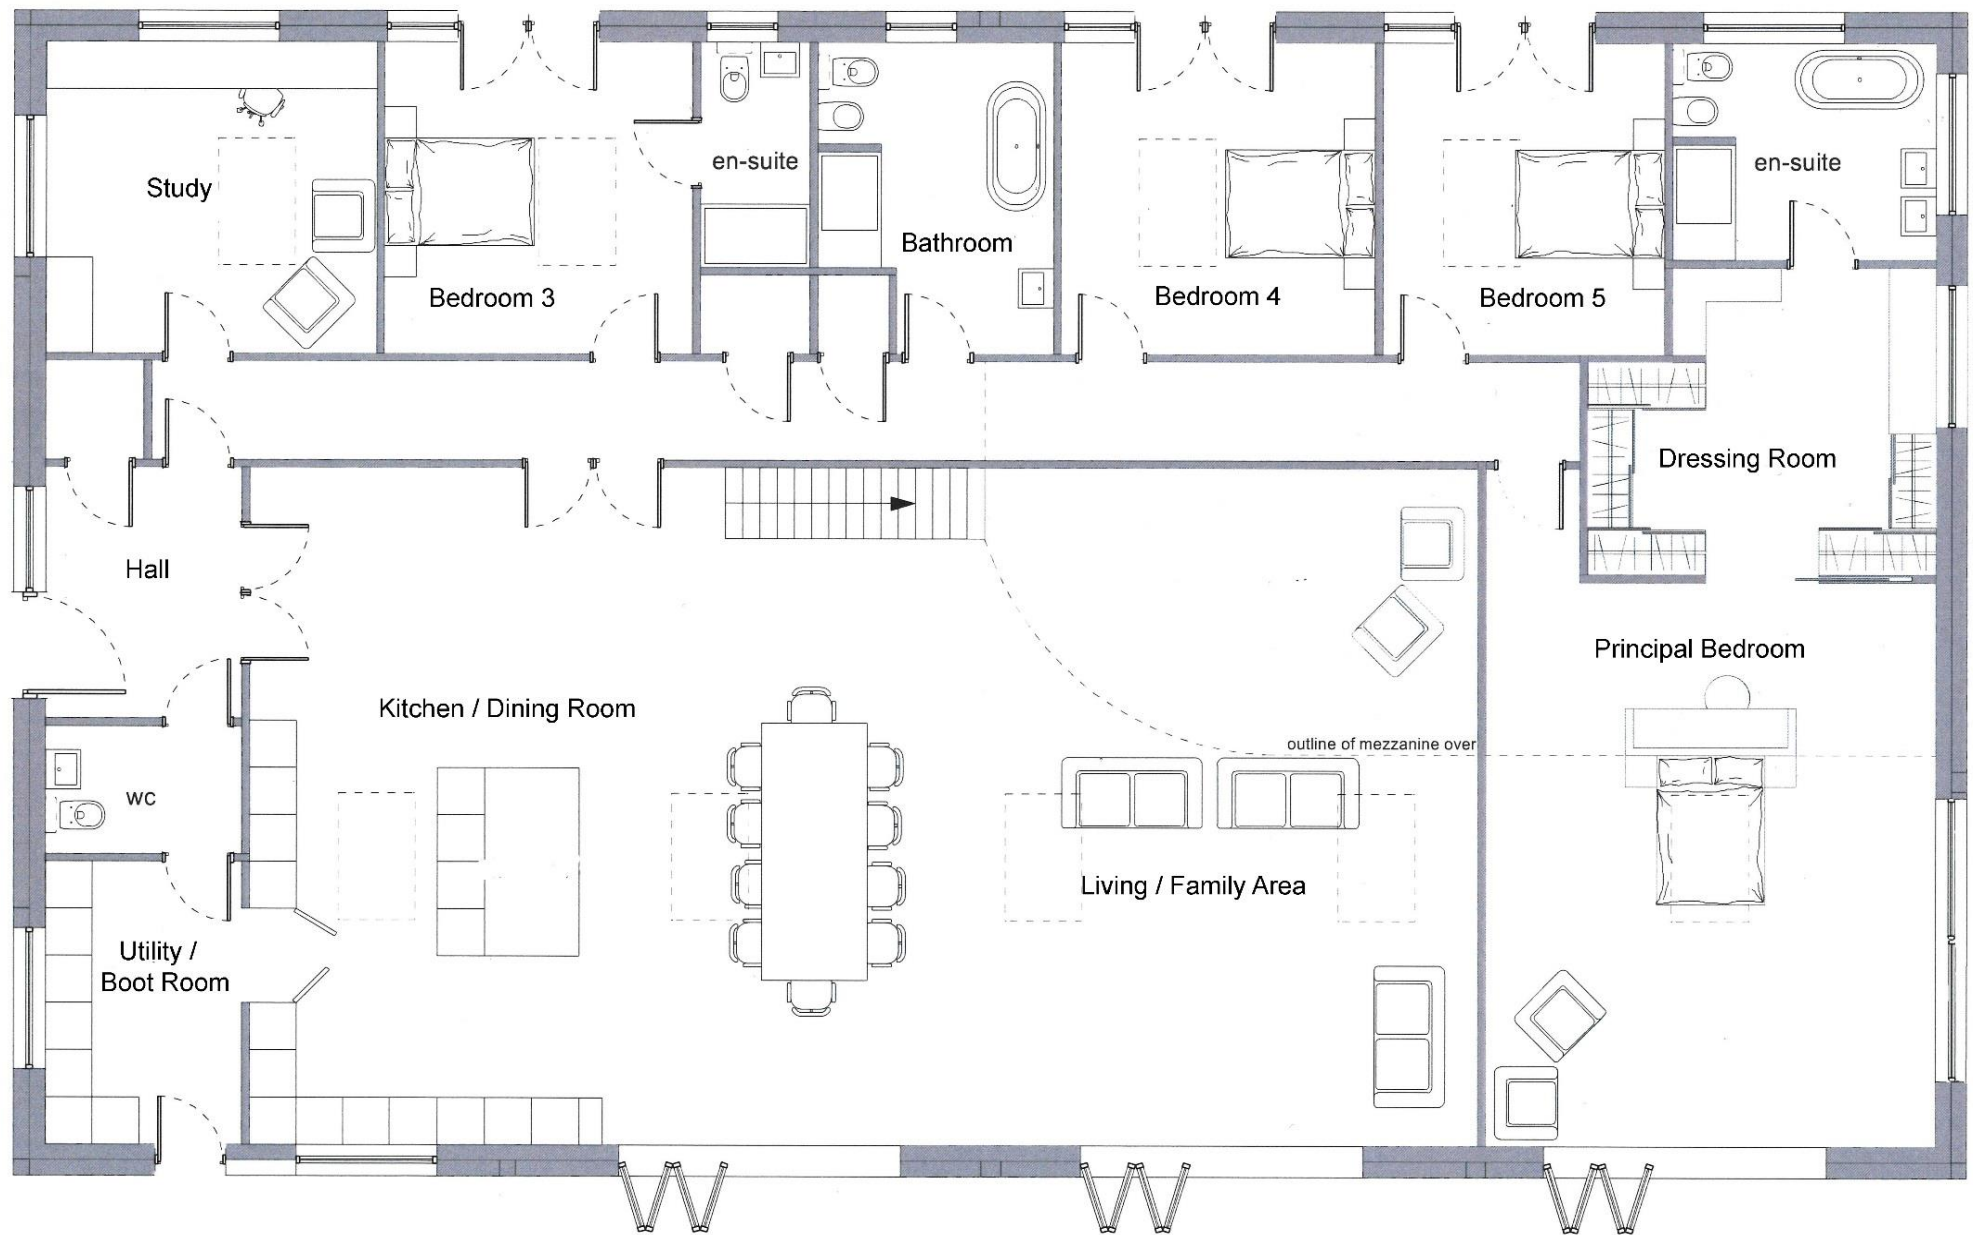 en-suite
en-suite
Study
Bathroom
Bedroom 3
Bedroom 4
Bedroom 5
Dressing Room
Hall
Principal Bedroom
Kitchen / Dining Room
outline of mezzanine over
wc
Living / Family Area
Utility /
Boot Room